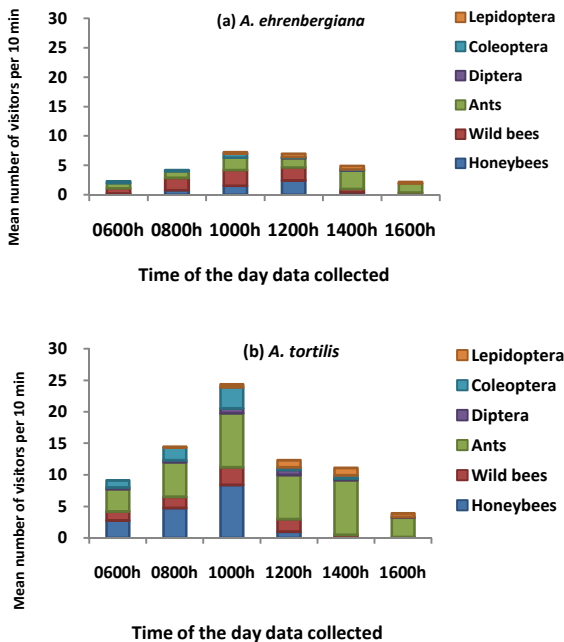 (a) A. ehrenbergiana
Mean number of visitors per 10 min
30
25
20
15
10
5
0
0600h 0800h 1000h 1200h 1400h 1600h
Time of the day data collected
Lepidoptera
Coleoptera
Diptera
Ants
Wild bees
Honeybees
(b) A. tortilis
Mean number of visitors per 10 min
30
25
20
15
10
5
0
0600h 0800h 1000h 1200h 1400h 1600h
Time of the day data collected
Lepidoptera
Coleoptera
Diptera
Ants
Wild bees
Honeybees